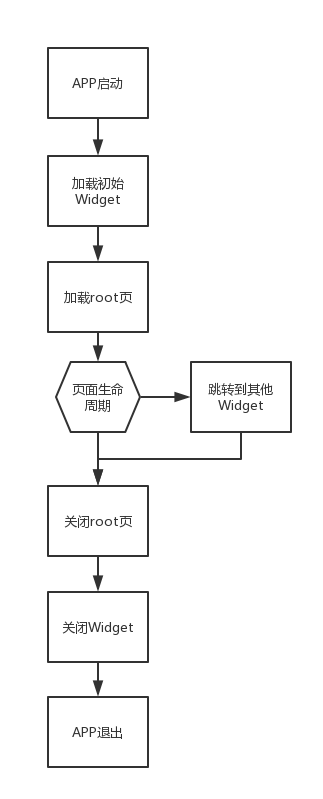 APP启动
加载初始
Widget
加载root页
页面生命
周期
跳转到其他
Widget
关闭root页
关闭Widget
APP退出